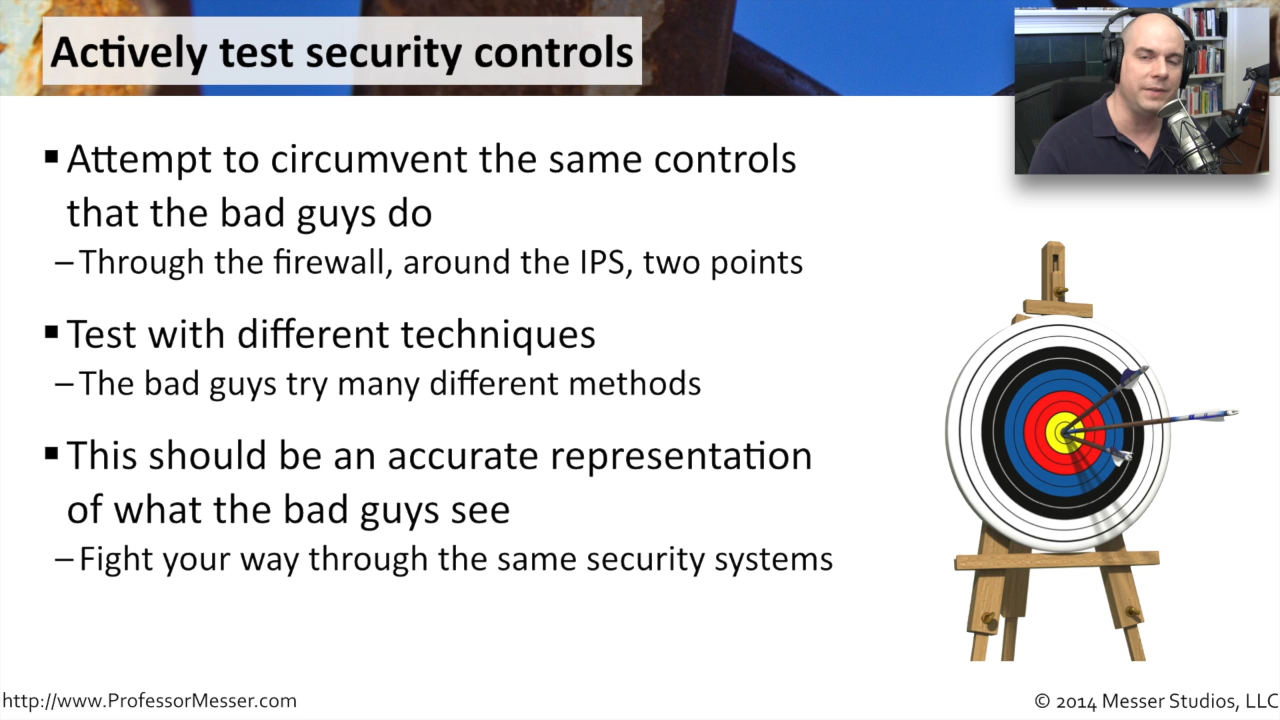 Actively test security controls
▪ Attempt to circumvent the same controls
that the bad guys do
– Through the firewall, around the IPS, two points
▪ Test with different techniques
– The bad guys try many different methods
▪ This should be an accurate representation
of what the bad guys see
– Fight your way through the same security systems
http://www.ProfessorMesser.com
© 2014 Messer Studios, LLC